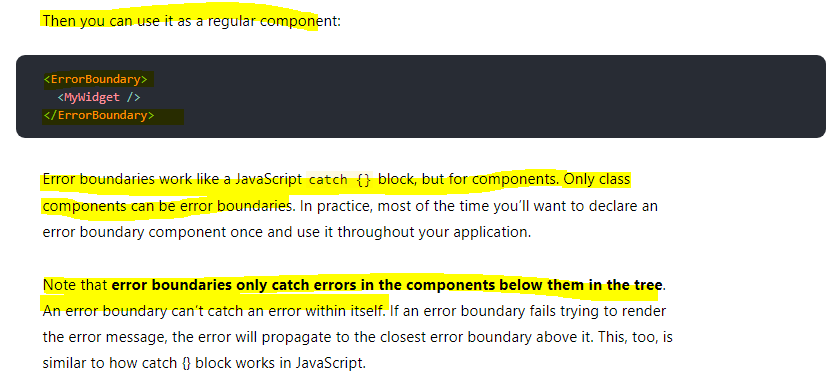 Then you can use it as a regular component:
<ErrorBoundary>
  <MyWidget />
</ErrorBoundary>
Error boundaries work like a JavaScript catch {} block, but for components. Only class
components can be error boundaries. In practice, most of the time you’ll want to declare an
error boundary component once and use it throughout your application.
Note that error boundaries only catch errors in the components below them in the tree.
An error boundary can’t catch an error within itself. If an error boundary fails trying to render
the error message, the error will propagate to the closest error boundary above it. This, too, is
similar to how catch {} block works in JavaScript.